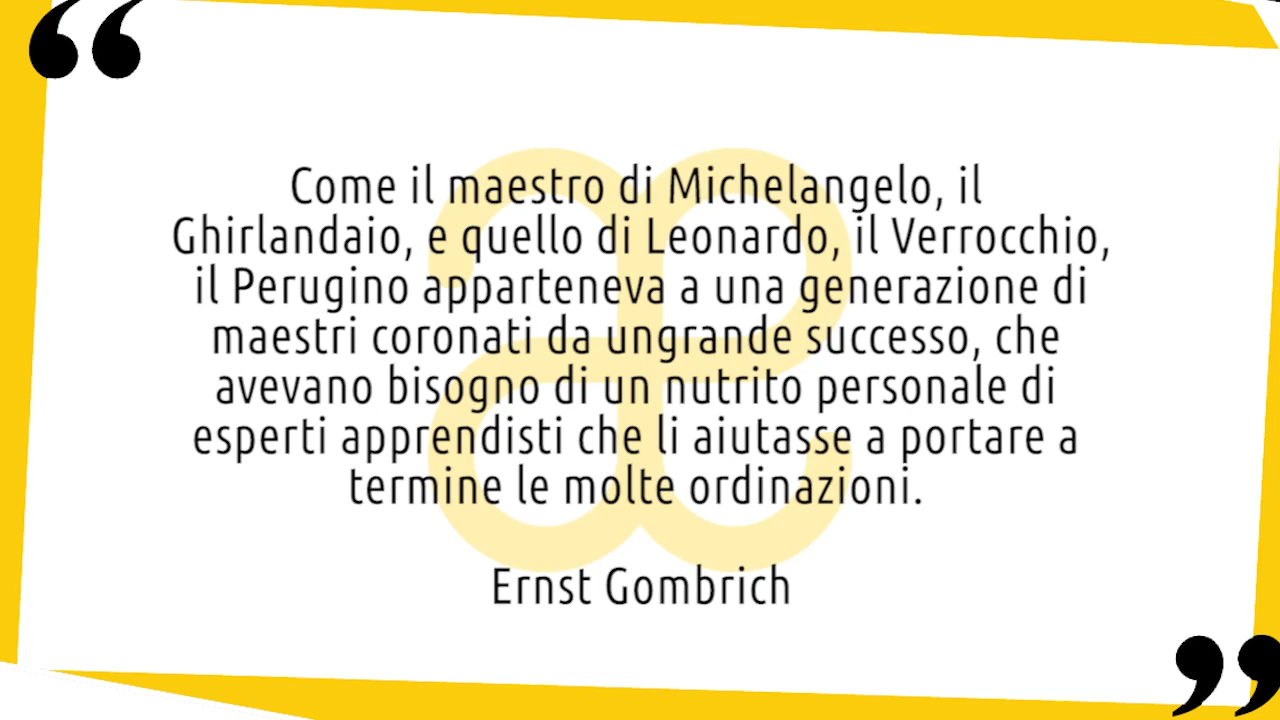 Come il maestro di Michelangelo, il
Ghirlandaio, e quello di Leonardo, il Verrocchio,
il Perugino apparteneva a una generazione di
maestri coronati da ungrande successo, che
avevano bisogno di un nutrito personale di
esperti apprendisti che li aiutasse a portare a
termine le molte ordinazioni.
Ernst Gombrich